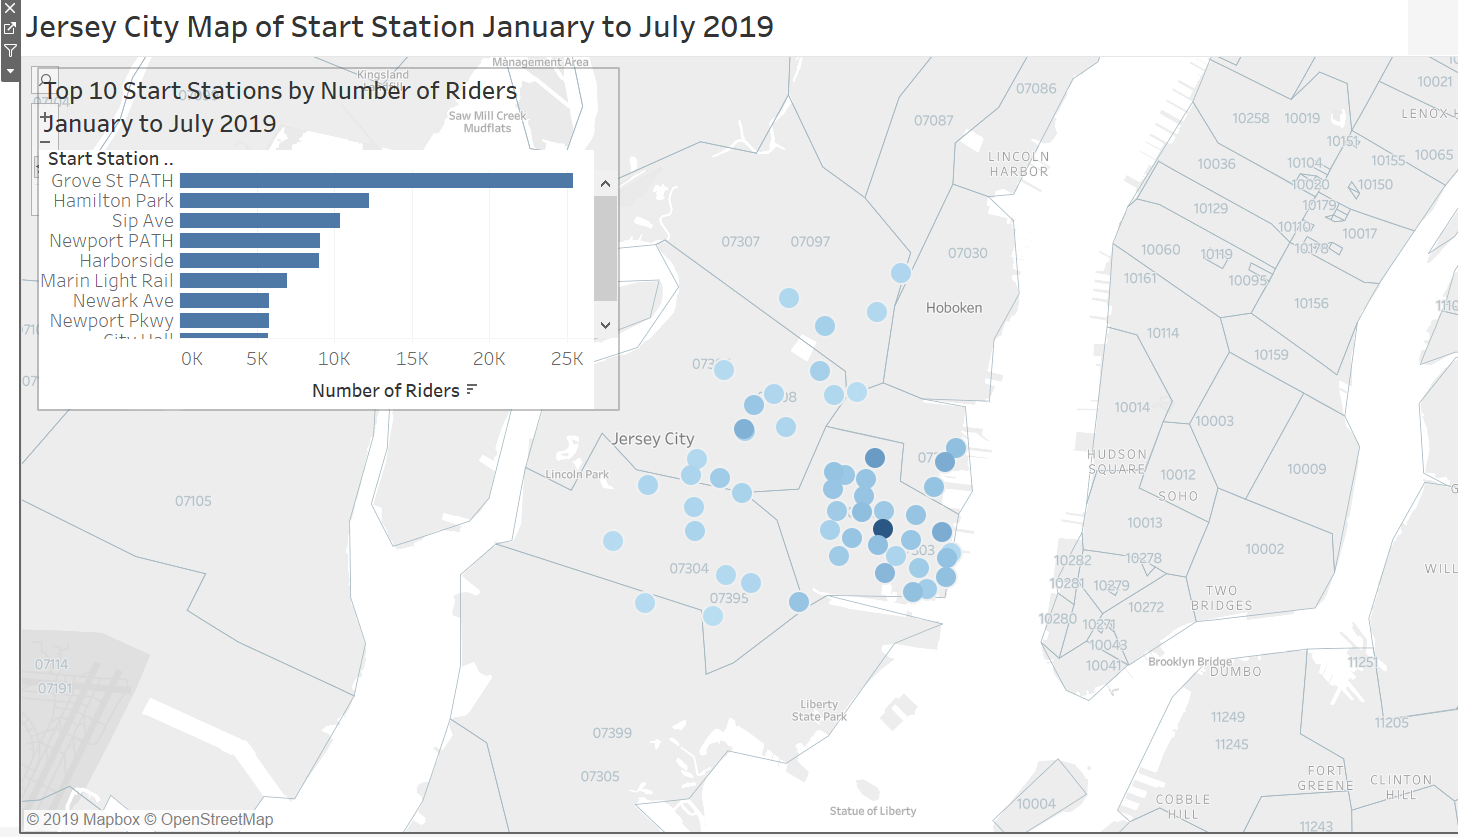 Jersey City Map of Start Station January to July 2019
Top 10 Start Stations by Number of Riders
January to July 2019
Start Station ..
Grove St PATH
Hamilton Park
Sip Ave
Newport PATH
Harborside
Marin Light Rail
Newark Ave
Newport Pkwy
City Hall
0K 5K 10K 15K 20K 25K
Number of Riders
Management Area
Kingsland
Saw Mill Creek
Mudflats
07086
07087
LINCOLN
HARBOR
10021
LENOX H
10258 10019
10151
10036
10104
10155
10065
10020
10150
10129
10179
10110
10017
10178
07307 07097
07030
10060
10119
10161
10095
10156
Hoboken
10114
10159
10014
10003
Jersey City
Lincoln Park
HUDSON
SQUARE
10012
10009
SOHO
07105
10013
10002
10282
10278
WILL
07304
10281
10279
TWO
BRIDGES
07395
10272
10280
10271
10043
10041
Brooklyn Bridge
DUMBO
11251
07114
07191
Liberty
State Park
11249
11205
07399
11245
07305
FORT
GREENE
CLINTON
HILL
10004
COBBLE
HILL
Statue of Liberty
11243
© 2019 Mapbox © OpenStreetMap